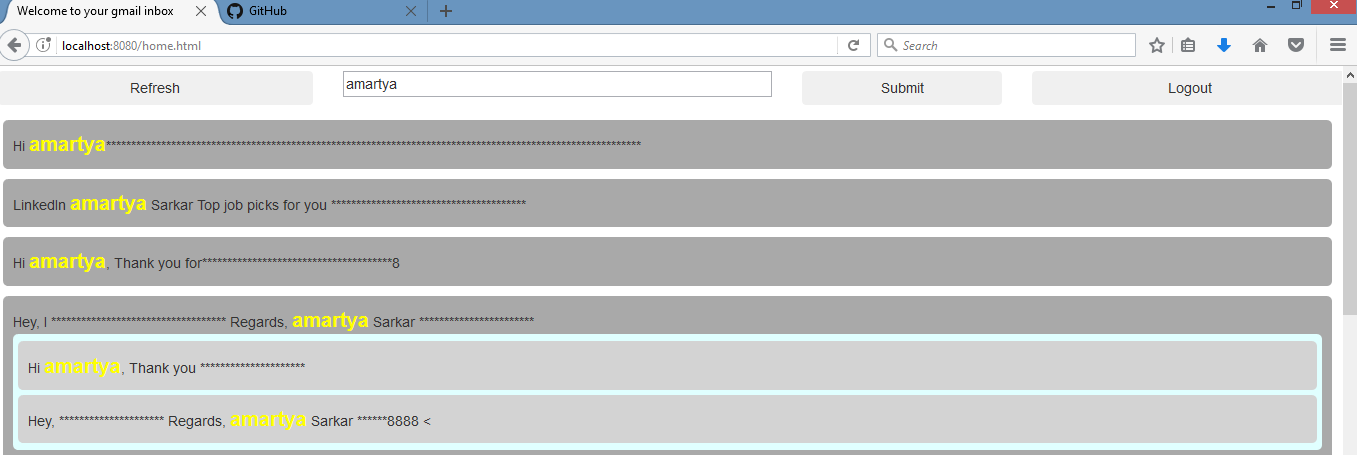 Welcome to your gmail inbox GitHub
localhost:8080/home.html Search
Refresh amartya Submit Logout
Hi amartya***********************************************************************************************************
LinkedIn amartya Sarkar Top job picks for you ***************************************
Hi amartya, Thank you for**************************************8
Hey, I *********************************** Regards, amartya Sarkar ***********************
Hi amartya, Thank you *********************
Hey, ********************* Regards, amartya Sarkar ******8888 <